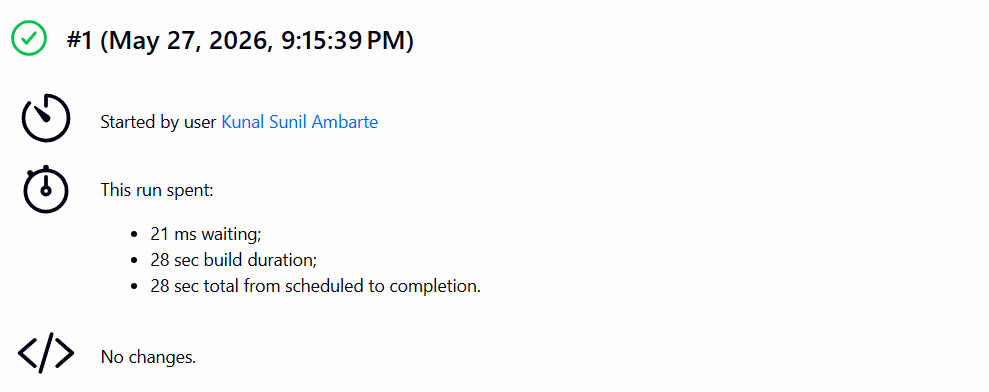 #1 (May 27, 2026, 9:15:39 PM)
Started by user Kunal Sunil Ambarte
This run spent:
• 21 ms waiting;
• 28 sec build duration;
• 28 sec total from scheduled to completion.
No changes.